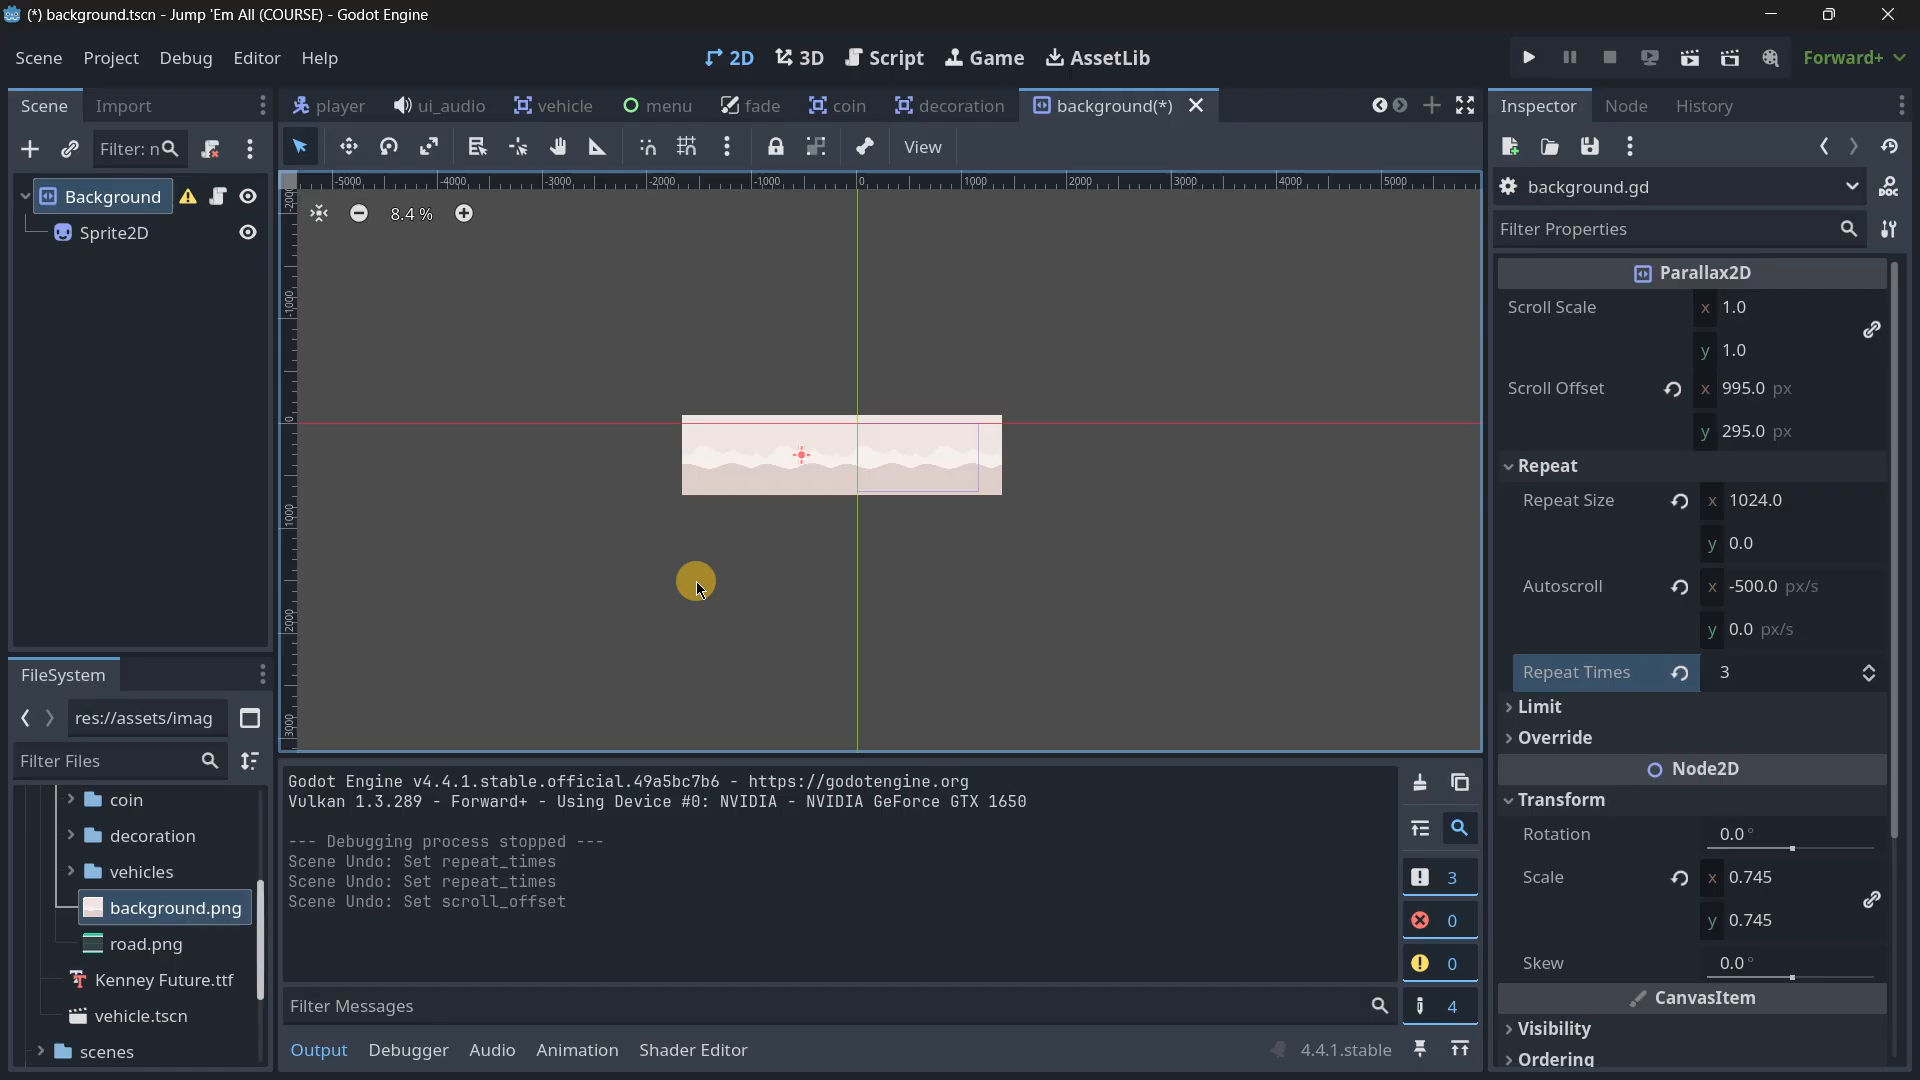 (*) background.tscn - Jump 'Em All (COURSE) - Godot Engine
Scene Project Debug Editor Help
2D 3D Script Game AssetLib
Forward+
Scene Import
player ui_audio vehicle menu fade coin decoration background(*)
Inspector Node History
Filter: n
View
Background
Sprite2D
-5000 -4000 -3000 -2000 -1000 0 1000 2000 3000 4000 5000
8.4 %
-1000
0
1000
2000
3000
background.gd
Filter Properties
Parallax2D
Scroll Scale x 1.0
y 1.0
Scroll Offset x 995.0 px
y 295.0 px
Repeat
Repeat Size x 1024.0
y 0.0
Autoscroll x -500.0 px/s
y 0.0 px/s
Repeat Times 3
Limit
Override
Node2D
Transform
Rotation 0.0°
Scale x 0.745
y 0.745
Skew 0.0°
CanvasItem
Visibility
Ordering
FileSystem
res://assets/imag
Filter Files
coin
decoration
vehicles
background.png
road.png
Kenney Future.ttf
vehicle.tscn
scenes
Godot Engine v4.4.1.stable.official.49a5bc7b6 - https://godotengine.org
Vulkan 1.3.289 - Forward+ - Using Device #0: NVIDIA - NVIDIA GeForce GTX 1650
--- Debugging process stopped ---
Scene Undo: Set repeat_times
Scene Undo: Set repeat_times
Scene Undo: Set scroll_offset
3
0
0
4
Filter Messages
Output Debugger Audio Animation Shader Editor
4.4.1.stable